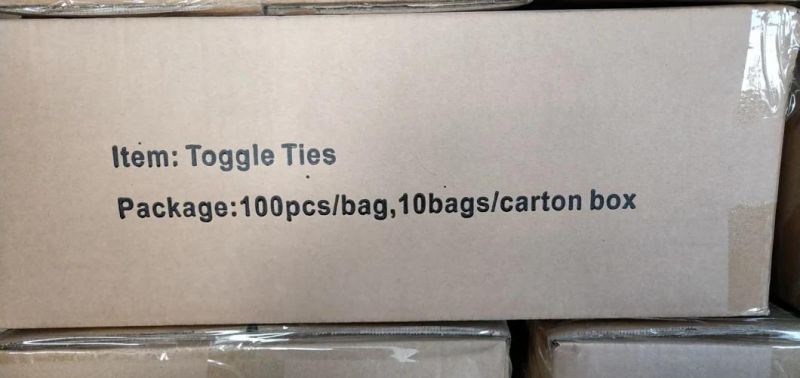 Item: Toggle Ties
Package:100pcs/bag,10bags/carton box